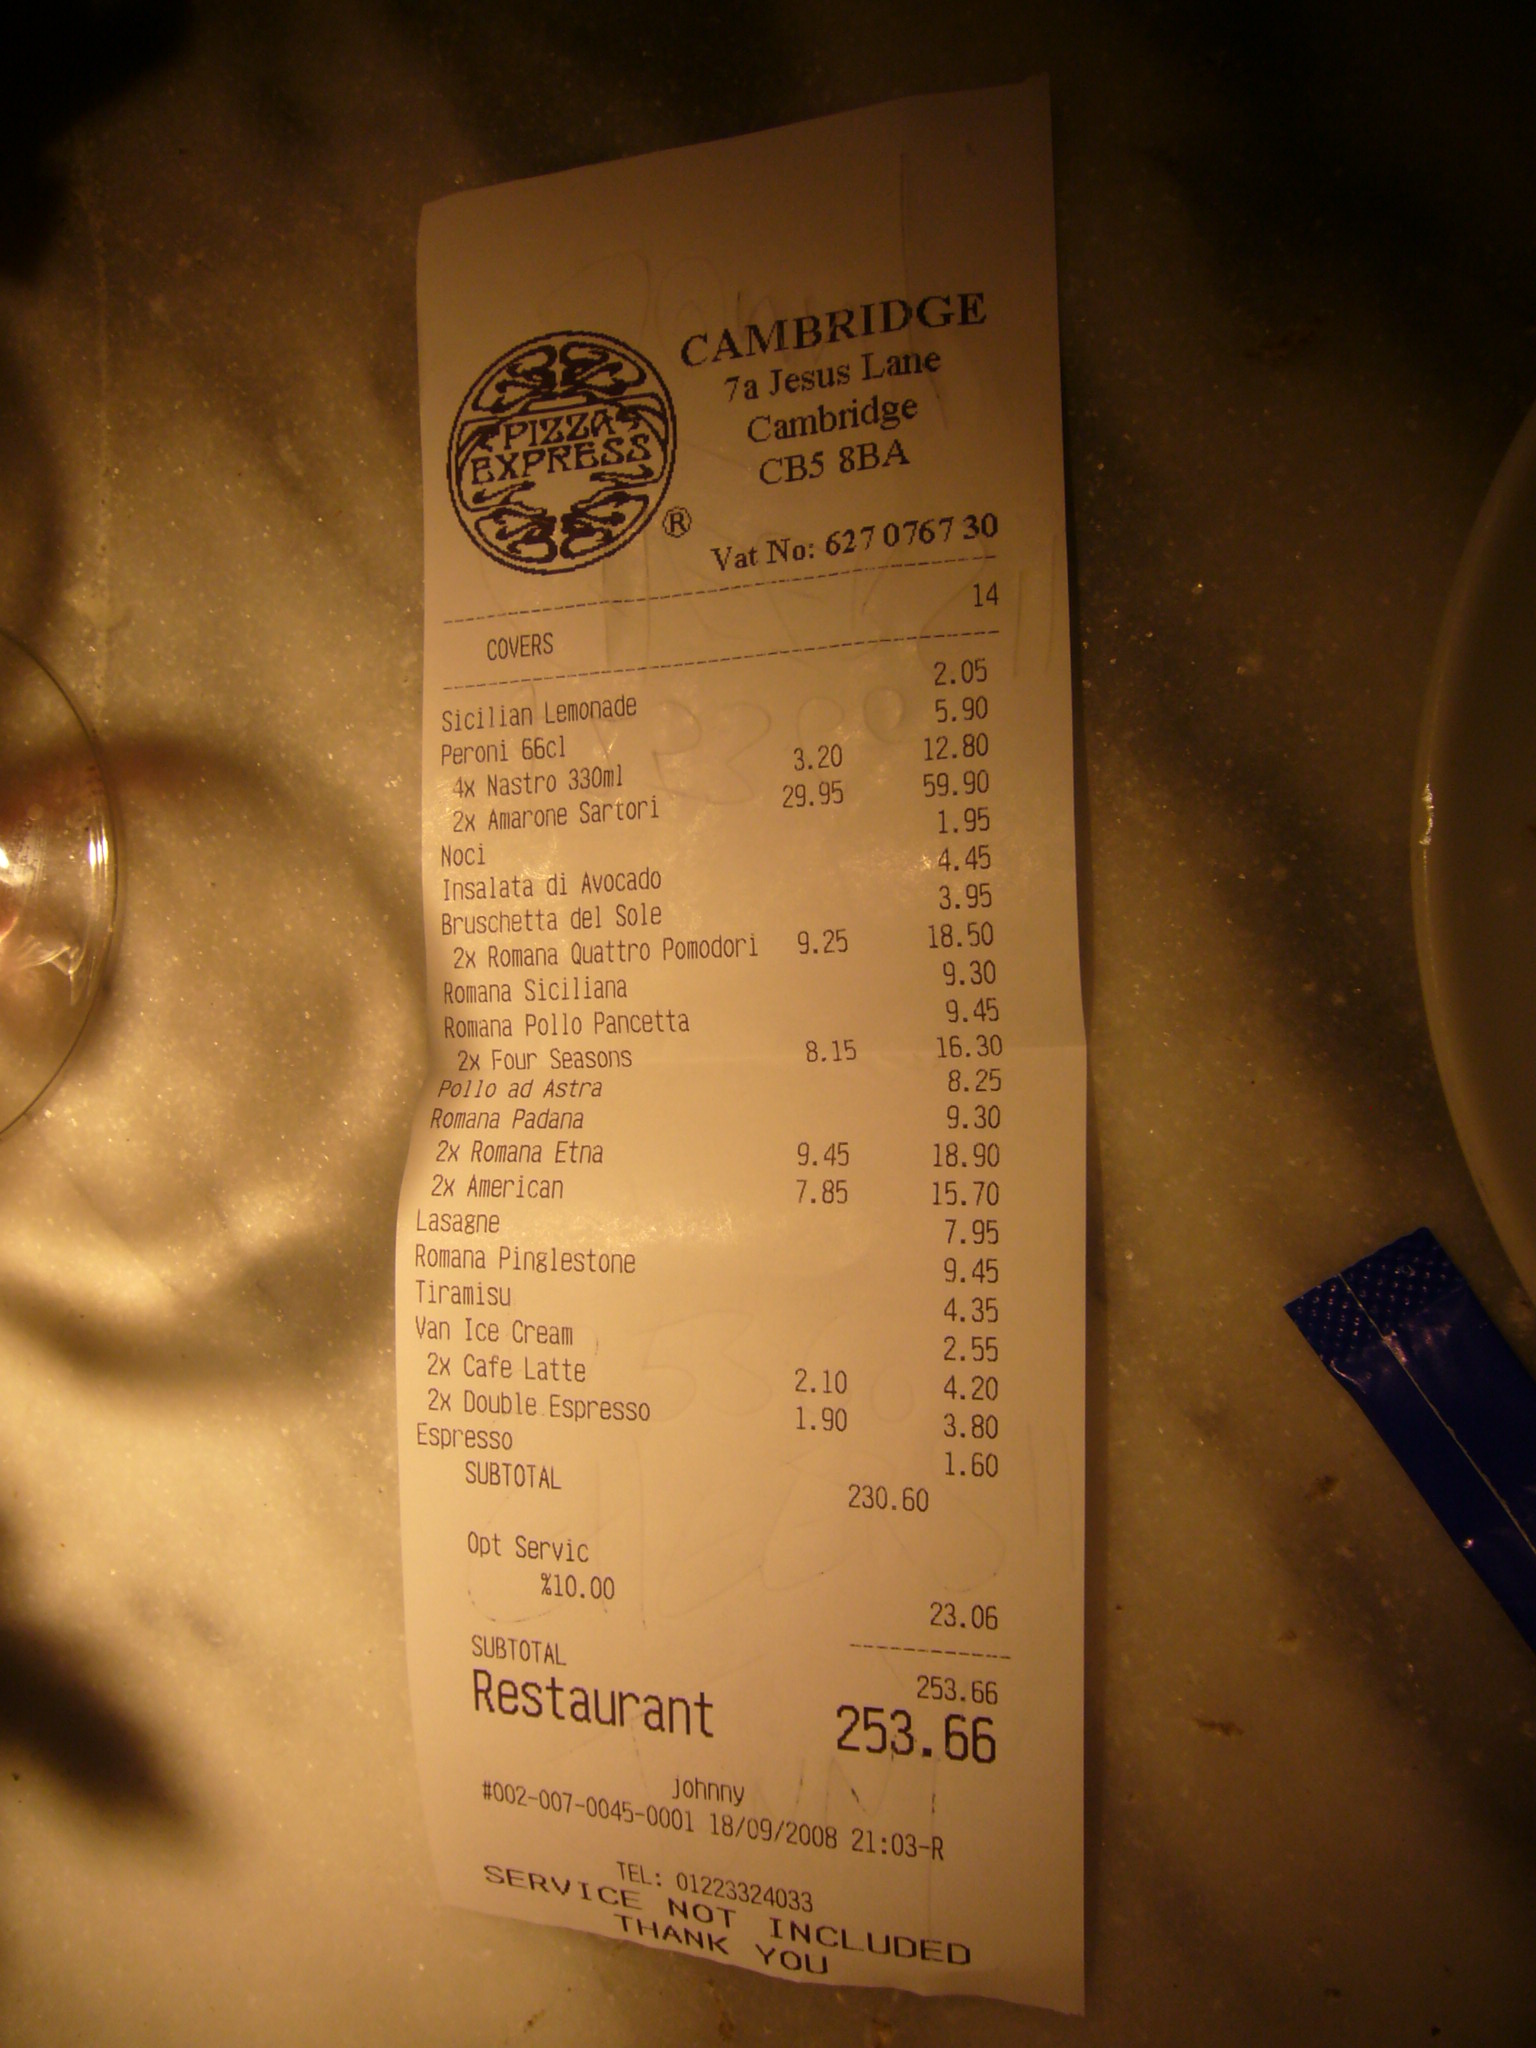 CAMBRIDGE
7a Jesus Lane
Cambridge
CB5 8BA
PIZZA
EXPRESS
®
Vat No: 627 0767 30
COVERS 14
Sicilian Lemonade 2.05
Peroni 66cl 5.90
4x Nastro 330ml 3.20 12.80
2x Amarone Sartori 29.95 59.90
Noci 1.95
Insalata di Avocado 4.45
Bruschetta del Sole 3.95
2x Romana Quattro Pomodori 9.25 18.50
Romana Siciliana 9.30
Romana Pollo Pancetta 9.45
2x Four Seasons 8.15 16.30
Pollo ad Astra 8.25
Romana Padana 9.30
2x Romana Etna 9.45 18.90
2x American 7.85 15.70
Lasagne 7.95
Romana Pinglestone 9.45
Tiramisu 4.35
Van Ice Cream 2.55
2x Cafe Latte 2.10 4.20
2x Double Espresso 1.90 3.80
Espresso 1.60
SUBTOTAL 230.60
Opt Servic
%10.00 23.06
SUBTOTAL 253.66
Restaurant 253.66
johnny
#002-007-0045-0001 18/09/2008 21:03-R
TEL: 01223324033
SERVICE NOT INCLUDED
THANK YOU